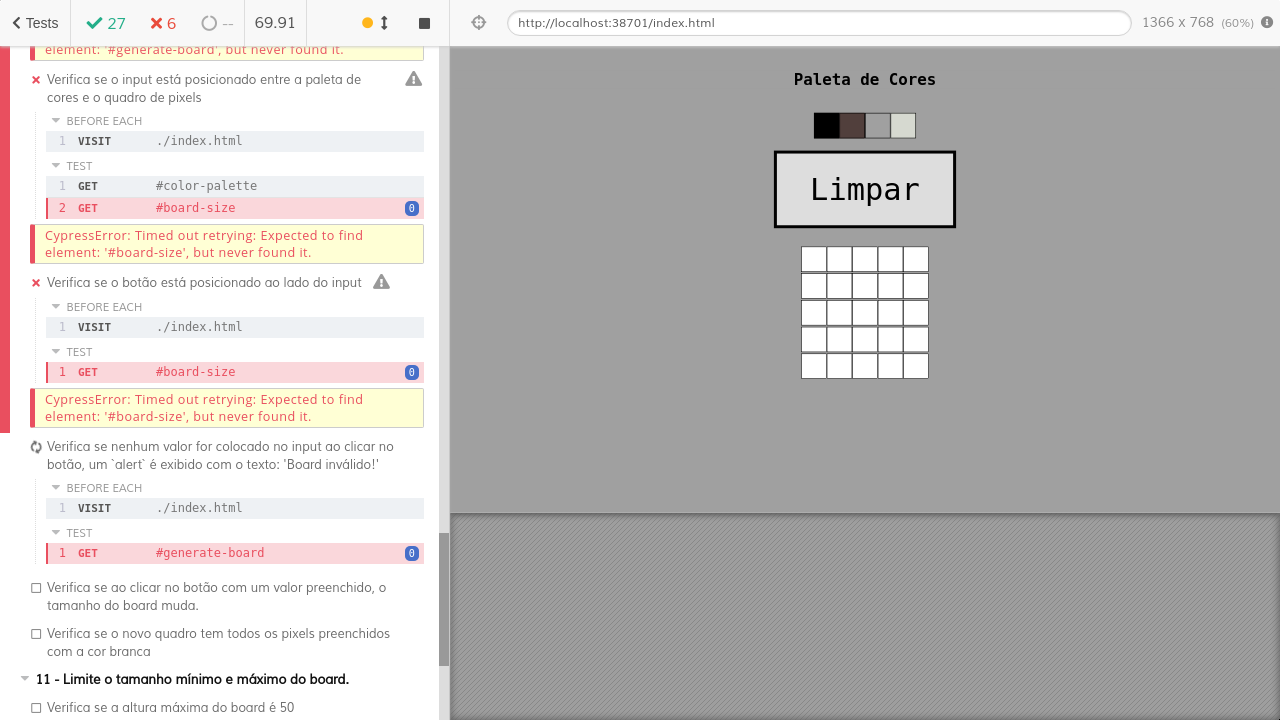 Tests
27
6
--
69.91
http://localhost:38701/index.html
1366 x 768 (60%)
element: '#generate-board', but never found it.
Verifica se o input está posicionado entre a paleta de
cores e o quadro de pixels
BEFORE EACH
1 VISIT ./index.html
TEST
1 GET #color-palette
2 GET #board-size 0
CypressError: Timed out retrying: Expected to find
element: '#board-size', but never found it.
Verifica se o botão está posicionado ao lado do input
BEFORE EACH
1 VISIT ./index.html
TEST
1 GET #board-size 0
CypressError: Timed out retrying: Expected to find
element: '#board-size', but never found it.
Verifica se nenhum valor for colocado no input ao clicar no
botão, um `alert` é exibido com o texto: 'Board inválido!'
BEFORE EACH
1 VISIT ./index.html
TEST
1 GET #generate-board 0
Verifica se ao clicar no botão com um valor preenchido, o
tamanho do board muda.
Verifica se o novo quadro tem todos os pixels preenchidos
com a cor branca
11 - Limite o tamanho mínimo e máximo do board.
Verifica se a altura máxima do board é 50
Paleta de Cores
Limpar